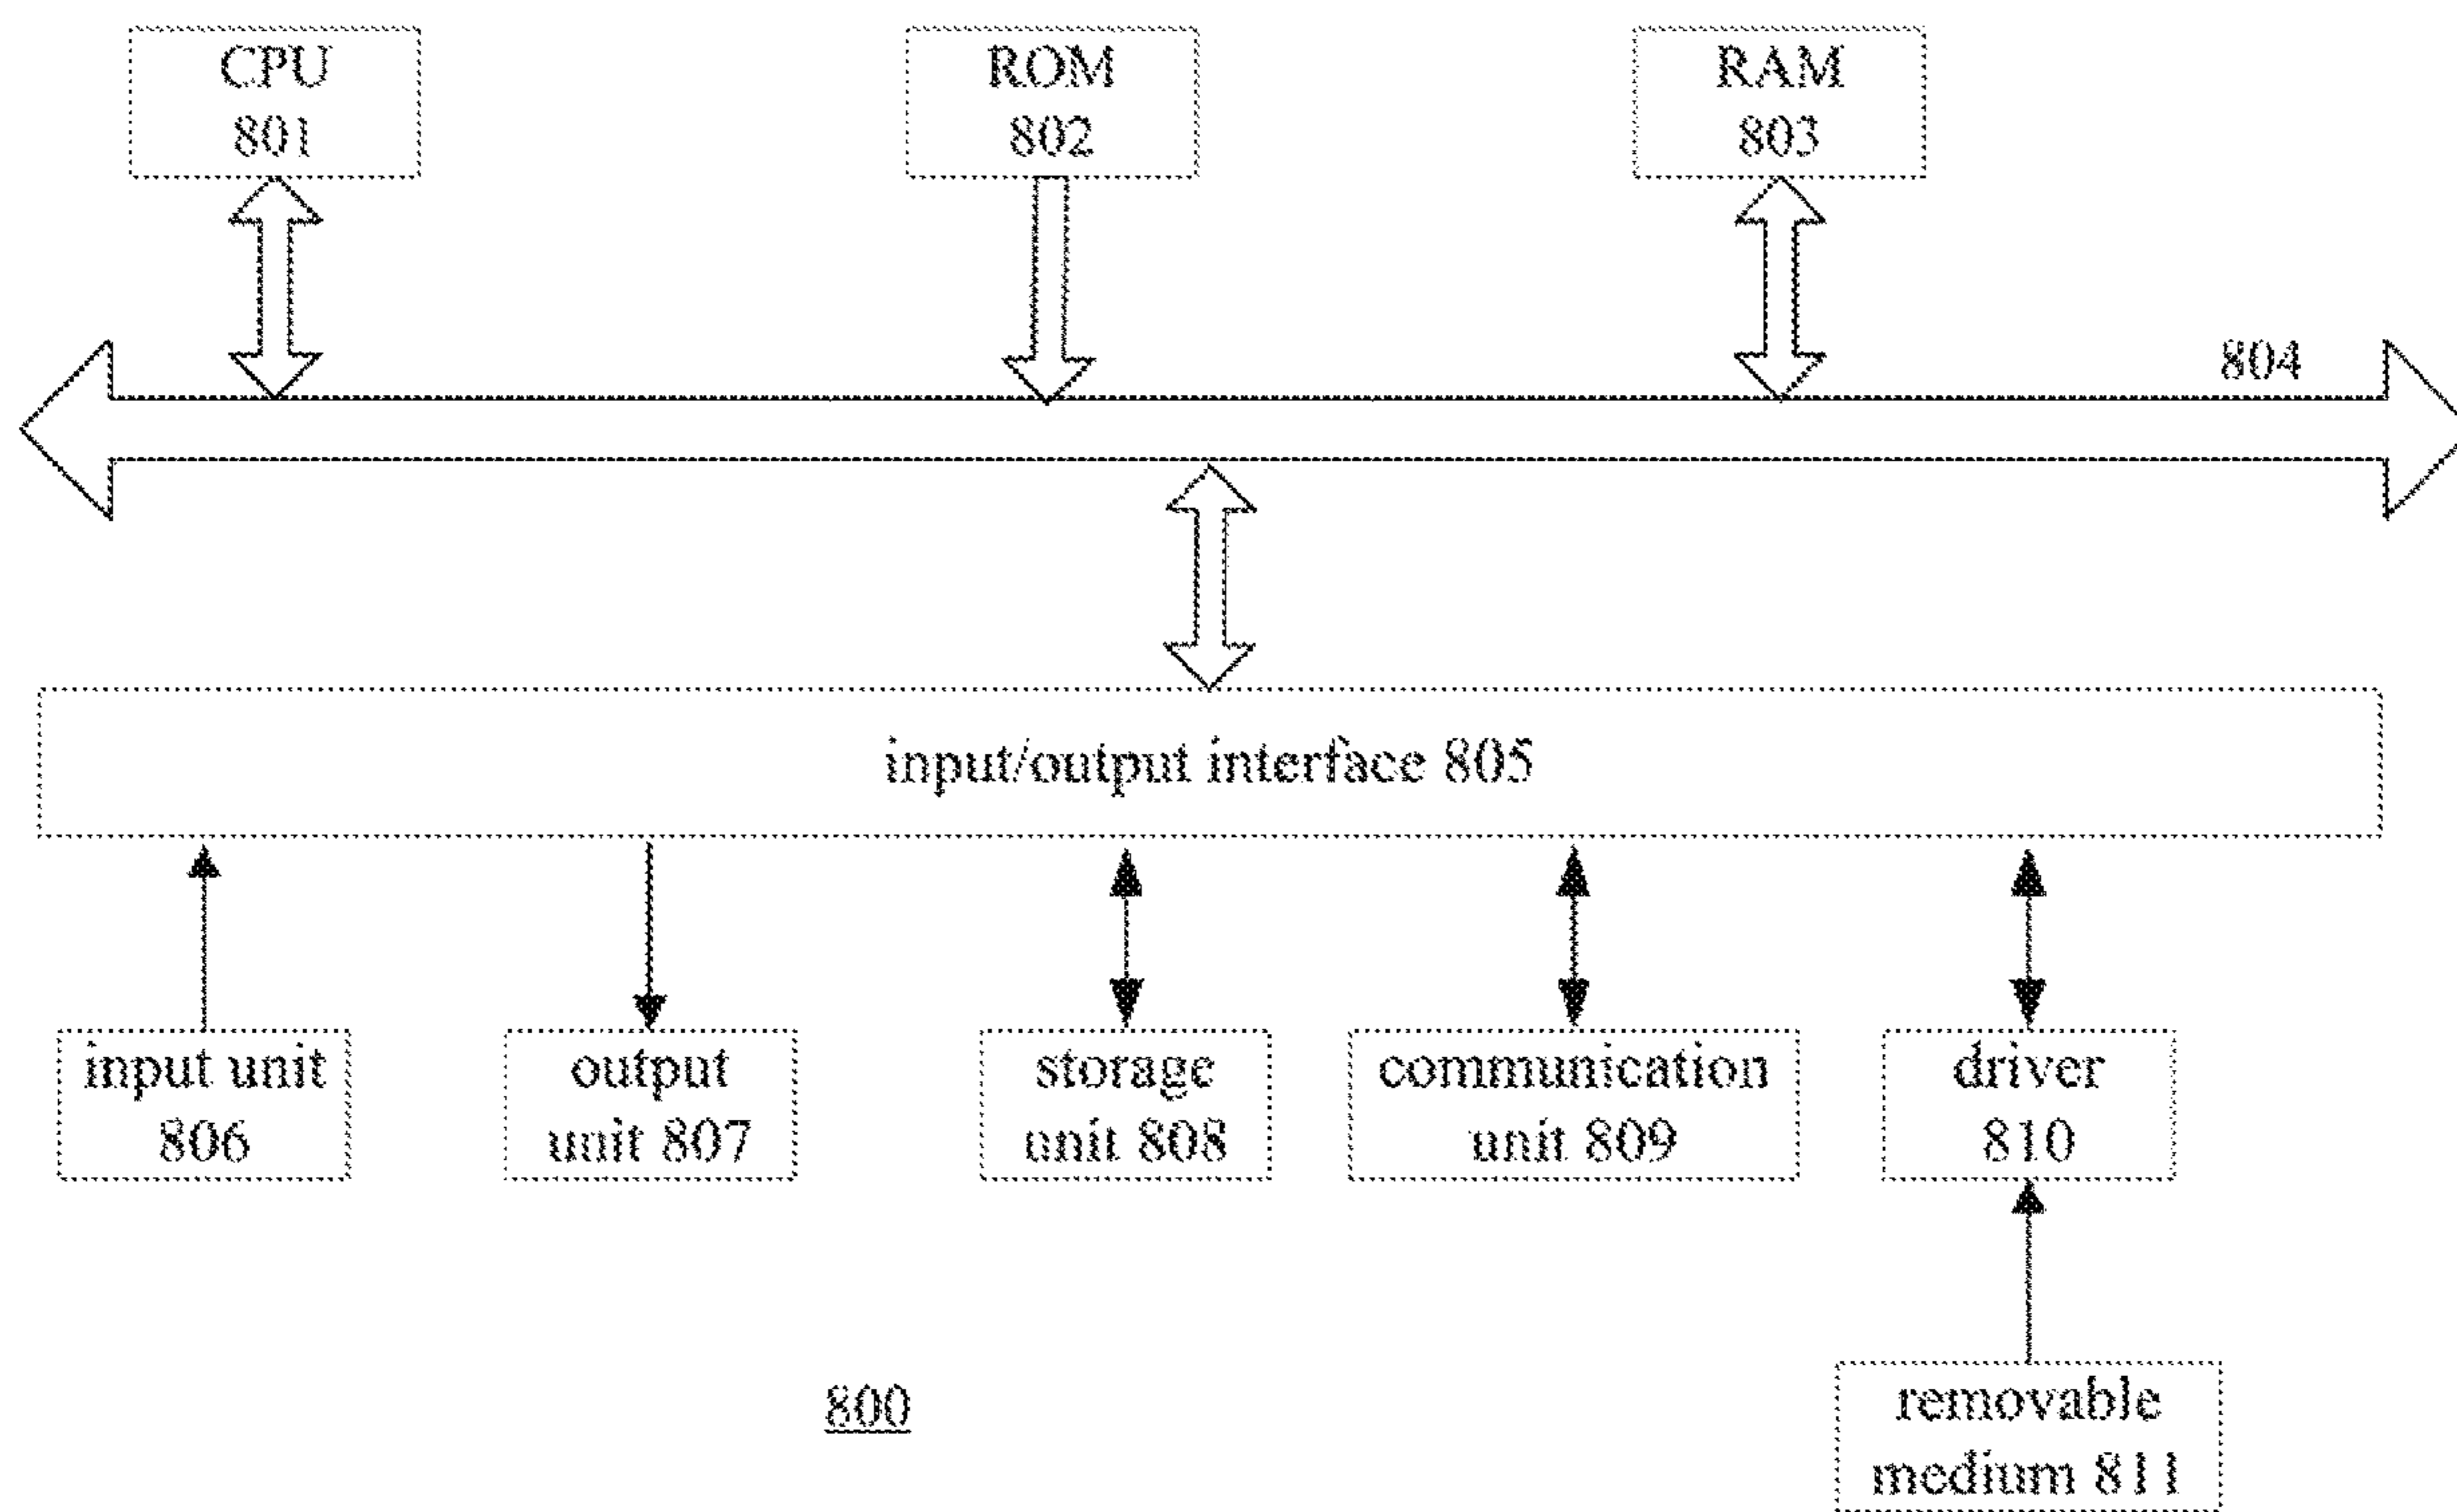 CPU
801
ROM
802
RAM
803
804
input/output interface 805
input unit
806
output
unit 807
storage
unit 808
communication
unit 809
driver
810
800
removable
medium 811